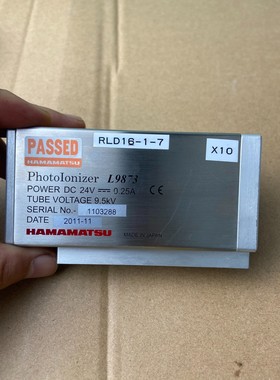 PASSED
HAMAMATSU
RLD16-1-7
X10
PhotoIonizer L9873
POWER DC 24V ⎓ 0.25A CE
TUBE VOLTAGE 9.5kV
SERIAL No.- 1103288
DATE 2011-11
HAMAMATSU MADE IN JAPAN